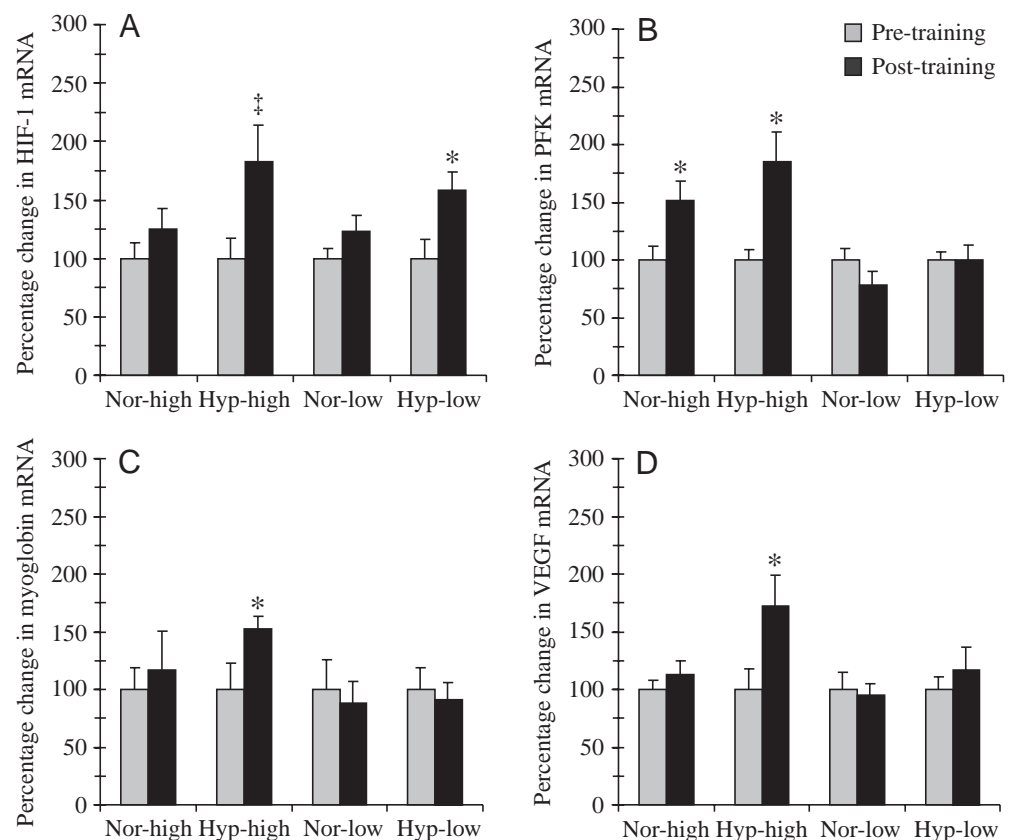 A
Percentage change in HIF-1 mRNA
300
250
200
150
100
50
0
‡
*
Nor-high Hyp-high Nor-low Hyp-low
B
Pre-training
Post-training
Percentage change in PFK mRNA
300
250
200
150
100
50
0
*
*
Nor-high Hyp-high Nor-low Hyp-low
C
Percentage change in myoglobin mRNA
300
250
200
150
100
50
0
*
Nor-high Hyp-high Nor-low Hyp-low
D
Percentage change in VEGF mRNA
300
250
200
150
100
50
0
*
Nor-high Hyp-high Nor-low Hyp-low